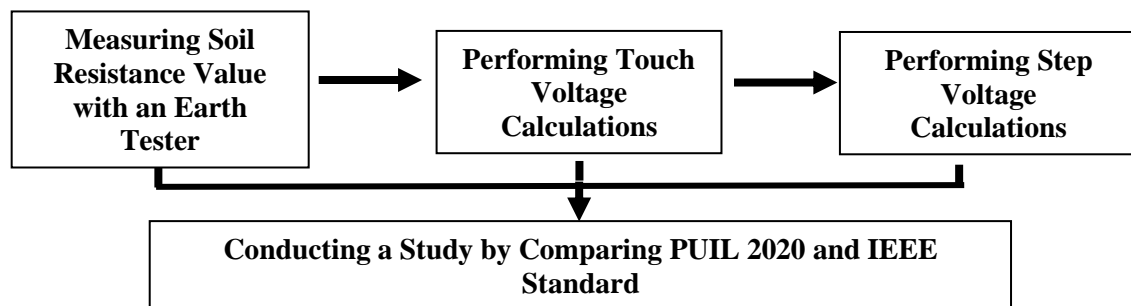 Measuring Soil
Resistance Value
with an Earth
Tester
Performing Touch
Voltage
Calculations
Performing Step
Voltage
Calculations
Conducting a Study by Comparing PUIL 2020 and IEEE
Standard